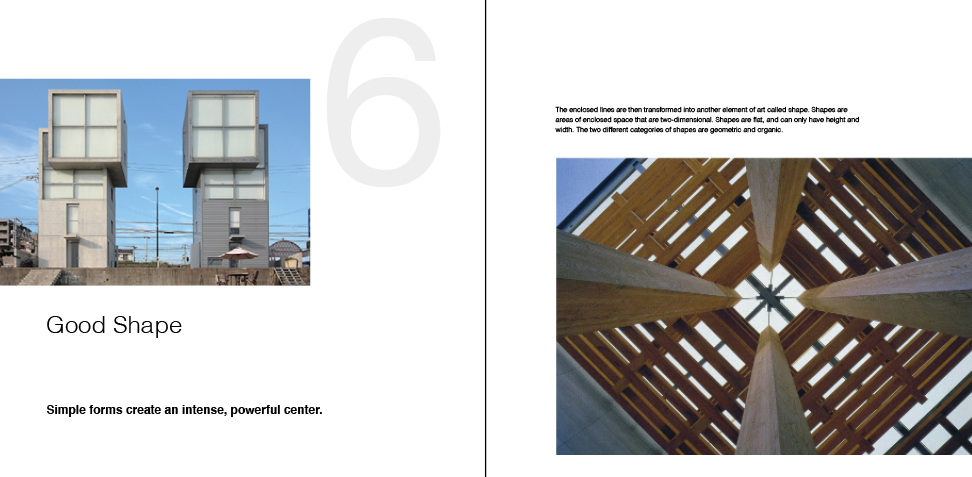 6
Good Shape
Simple forms create an intense, powerful center.
The enclosed lines are then transformed into another element of art called shape. Shapes are
areas of enclosed space that are two-dimensional. Shapes are flat, and can only have height and
width. The two different categories of shapes are geometric and organic.